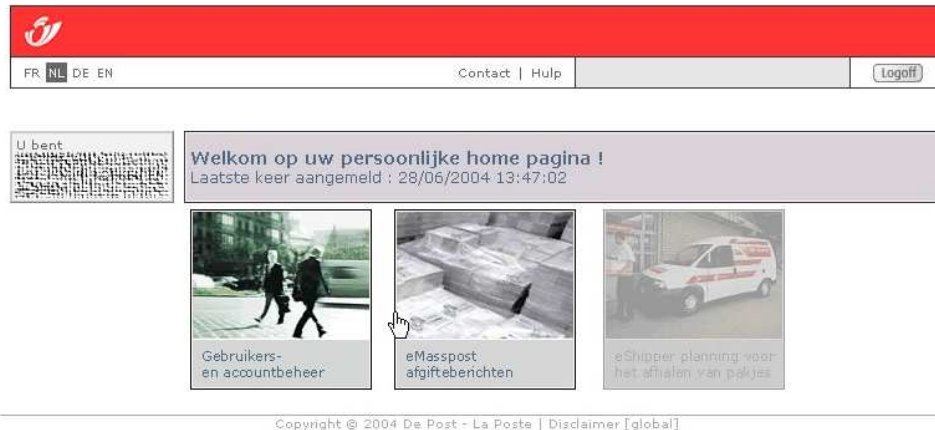 FR NL DE EN
Contact | Hulp
Logoff
U bent
Welkom op uw persoonlijke home pagina !
Laatste keer aangemeld : 28/06/2004 13:47:02
Gebruikers-
en accountbeheer
eMasspost
afgifteberichten
eShipper planning voor
het afhalen van pakjes
Copyright @ 2004 De Post - La Poste | Disclaimer [global]